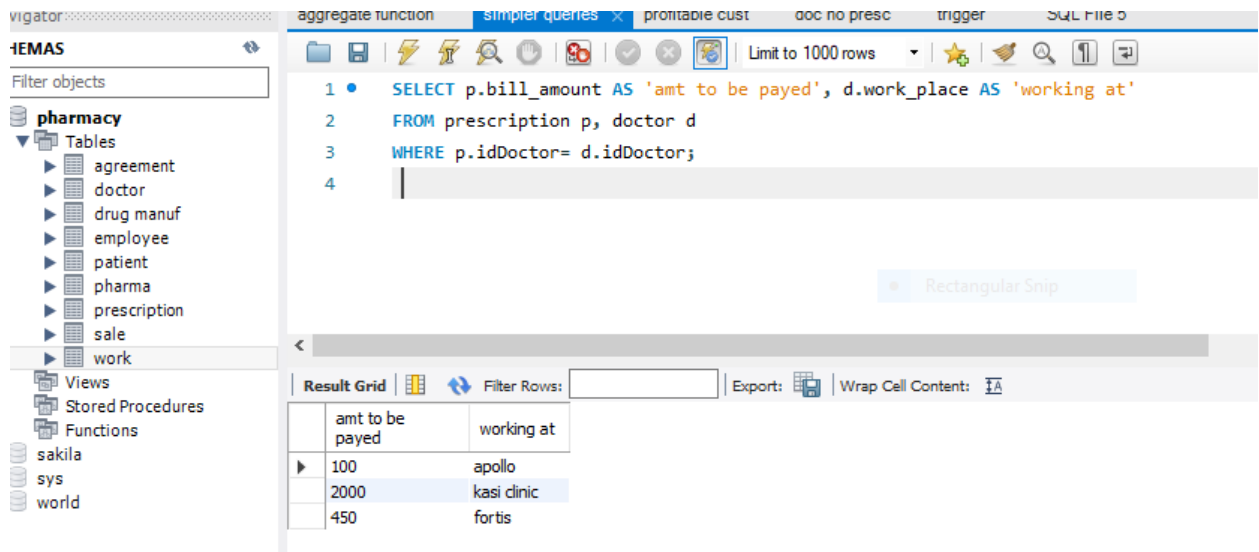 vigator
aggregate function simpler queries profitable cust doc no presc trigger SQL File 5
HEMAS
Limit to 1000 rows
Filter objects
1 SELECT p.bill_amount AS 'amt to be payed', d.work_place AS 'working at'
2 FROM prescription p, doctor d
3 WHERE p.idDoctor= d.idDoctor;
4
pharmacy
Tables
agreement
doctor
drug manuf
employee
patient
pharma
prescription
sale
work
Views
Stored Procedures
Functions
sakila
sys
world
Rectangular Snip
Result Grid Filter Rows: Export: Wrap Cell Content: IA
amt to be
payed working at
100 apollo
2000 kasi clinic
450 fortis